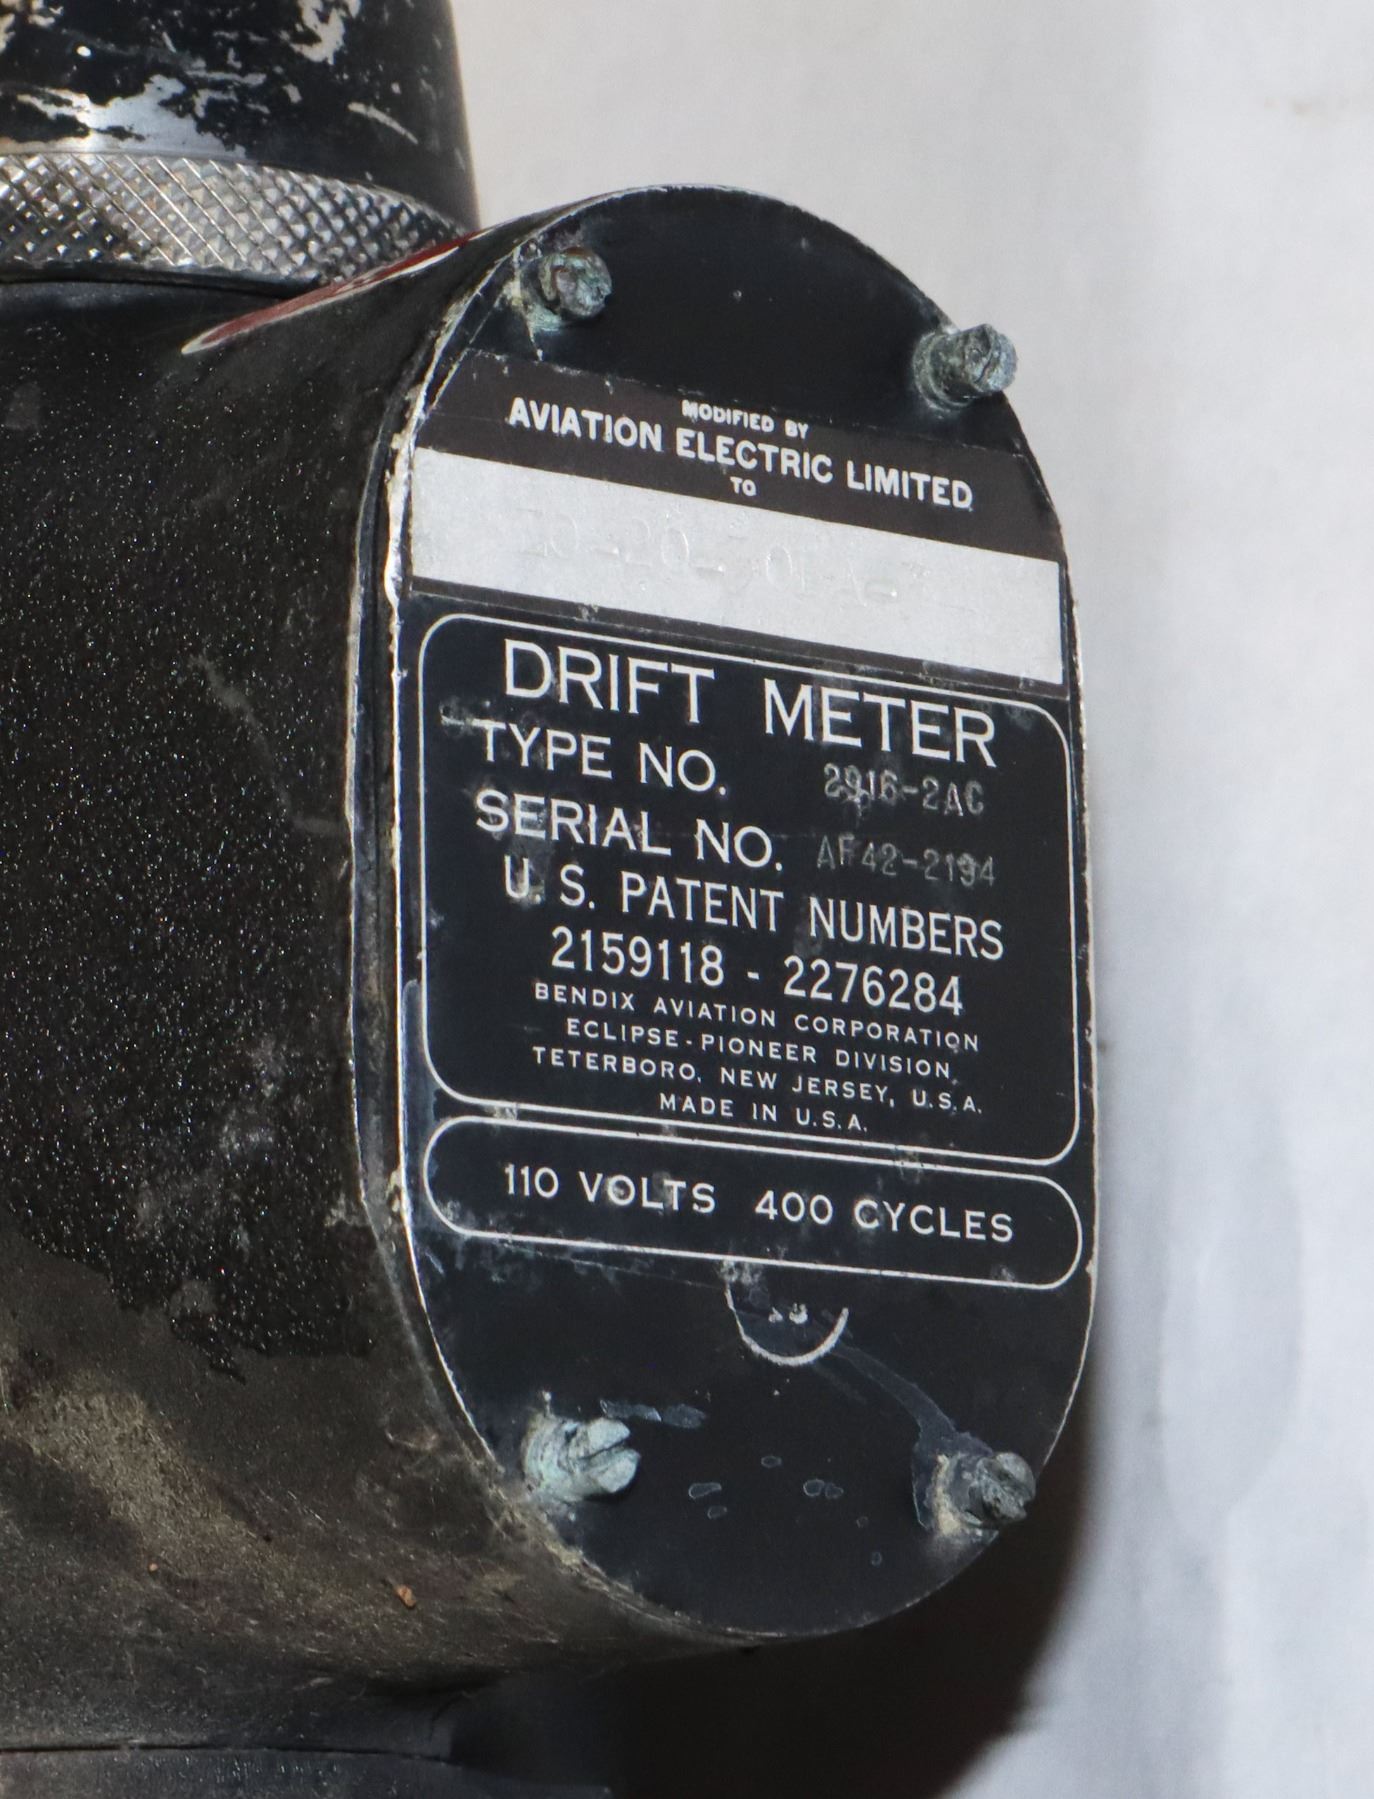 MODIFIED BY
AVIATION ELECTRIC LIMITED
TO
DRIFT METER
TYPE NO. 2916-2AC
SERIAL NO. AF42-2194
U. S. PATENT NUMBERS
2159118 - 2276284
BENDIX AVIATION CORPORATION
ECLIPSE-PIONEER DIVISION
TETERBORO, NEW JERSEY, U.S.A.
MADE IN U.S.A.
110 VOLTS 400 CYCLES